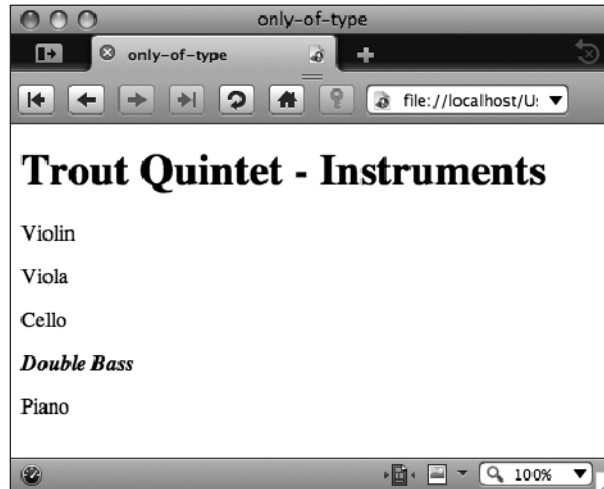 only-of-type
only-of-type
file://localhost/U:
Trout Quintet - Instruments
Violin
Viola
Cello
Double Bass
Piano
100%